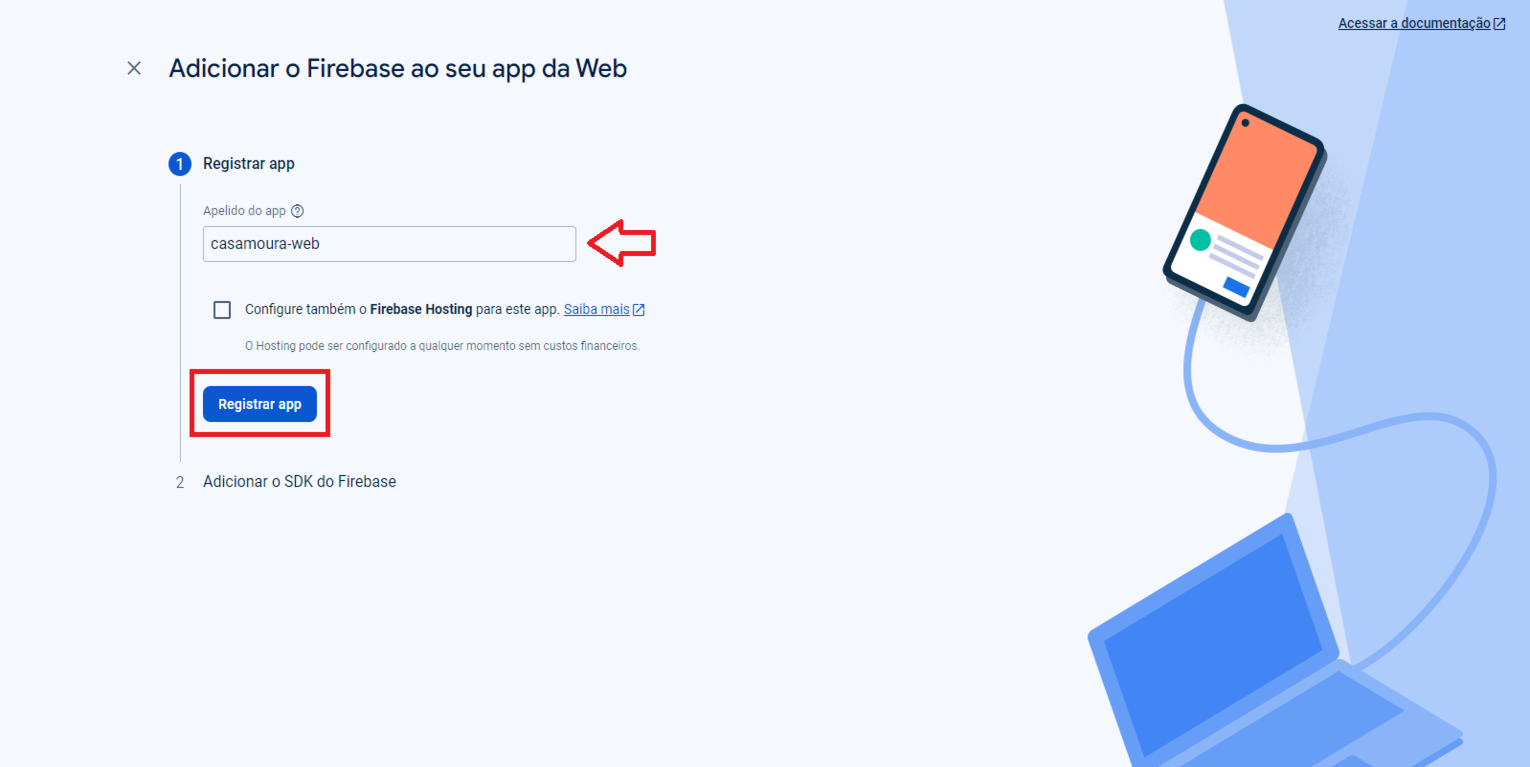 Acessar a documentação
Adicionar o Firebase ao seu app da Web
1 Registrar app
Apelido do app
casamoura-web
Configure também o Firebase Hosting para este app. Saiba mais
O Hosting pode ser configurado a qualquer momento sem custos financeiros.
Registrar app
2 Adicionar o SDK do Firebase